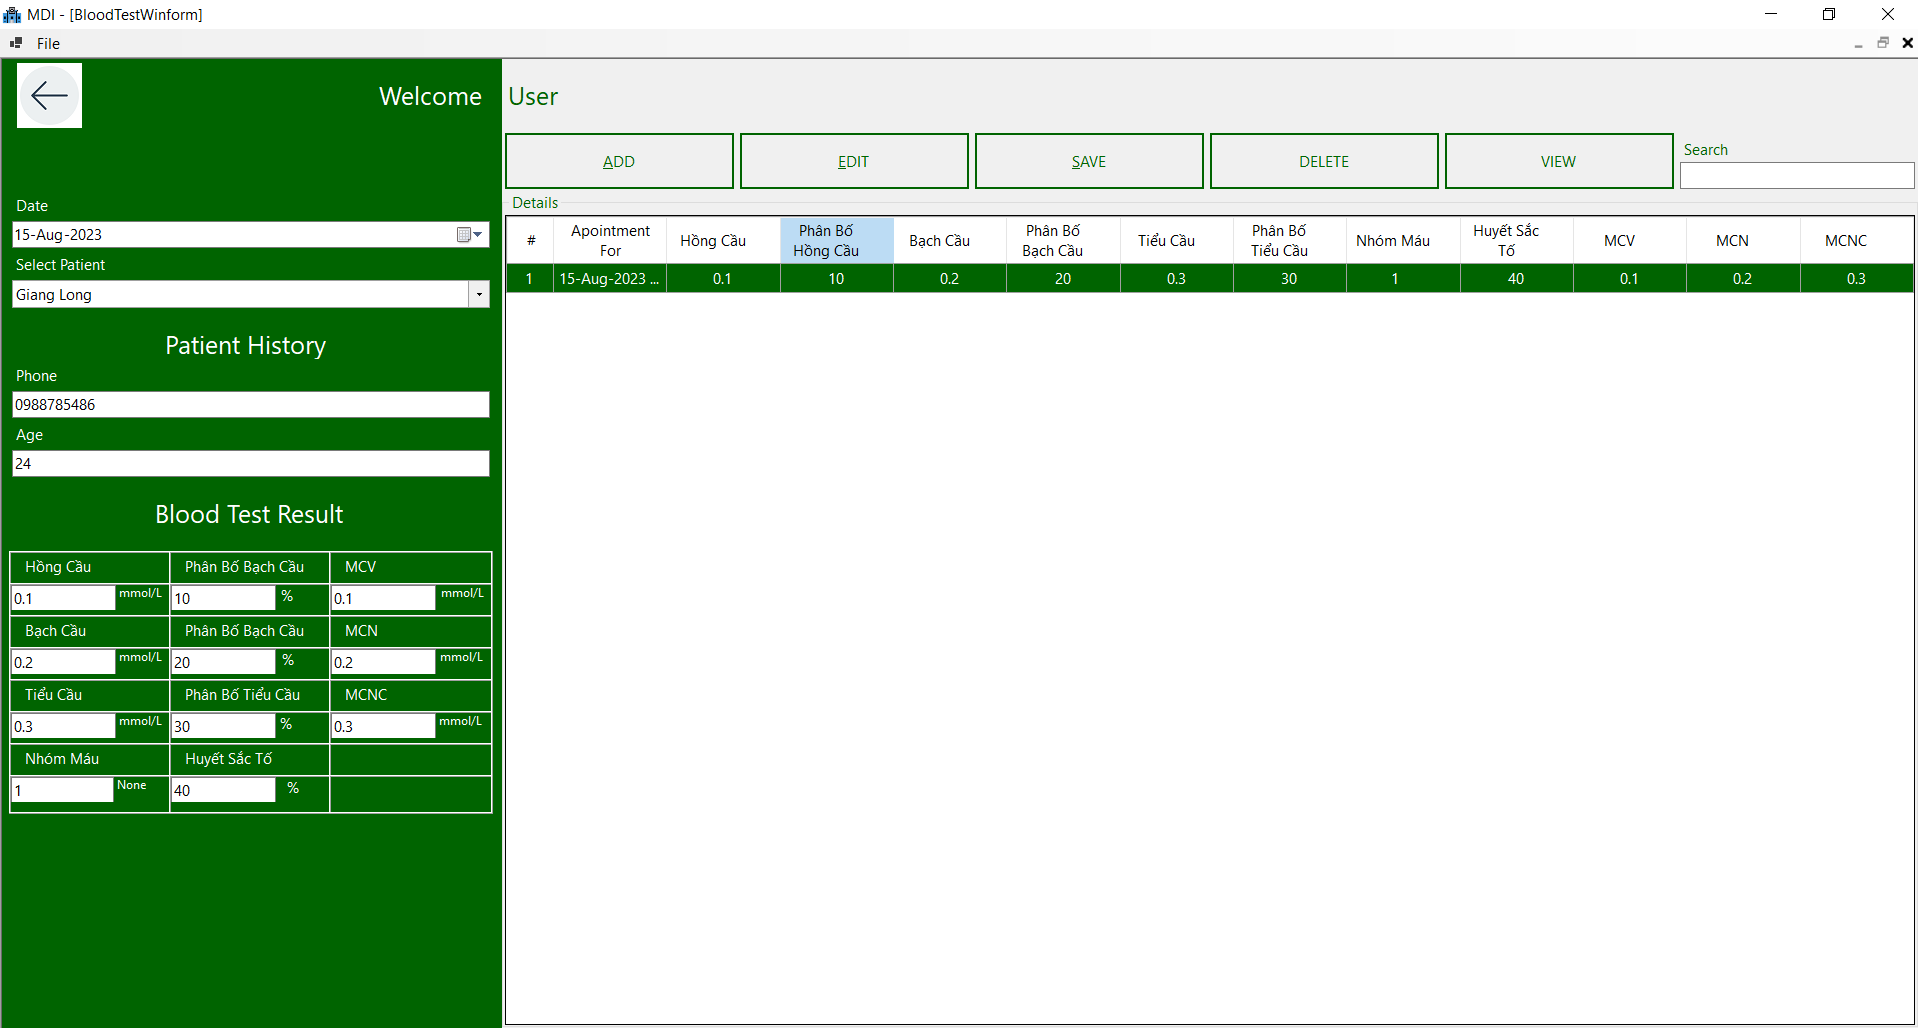 MDI - [BloodTestWinform]
File
Welcome User
ADD EDIT SAVE DELETE VIEW
Search
Date
15-Aug-2023
Select Patient
Giang Long
Patient History
Phone
0988785486
Age
24
Blood Test Result
Hồng Cầu Phân Bố Bạch Cầu MCV
0.1 mmol/L 10 % 0.1 mmol/L
Bạch Cầu Phân Bố Bạch Cầu MCN
0.2 mmol/L 20 % 0.2 mmol/L
Tiểu Cầu Phân Bố Tiểu Cầu MCNC
0.3 mmol/L 30 % 0.3 mmol/L
Nhóm Máu Huyết Sắc Tố
1 None 40 %
Details
# Apointment For Hồng Cầu Phân Bố Hồng Cầu Bạch Cầu Phân Bố Bạch Cầu Tiểu Cầu Phân Bố Tiểu Cầu Nhóm Máu Huyết Sắc Tố MCV MCN MCNC
1 15-Aug-2023 ... 0.1 10 0.2 20 0.3 30 1 40 0.1 0.2 0.3